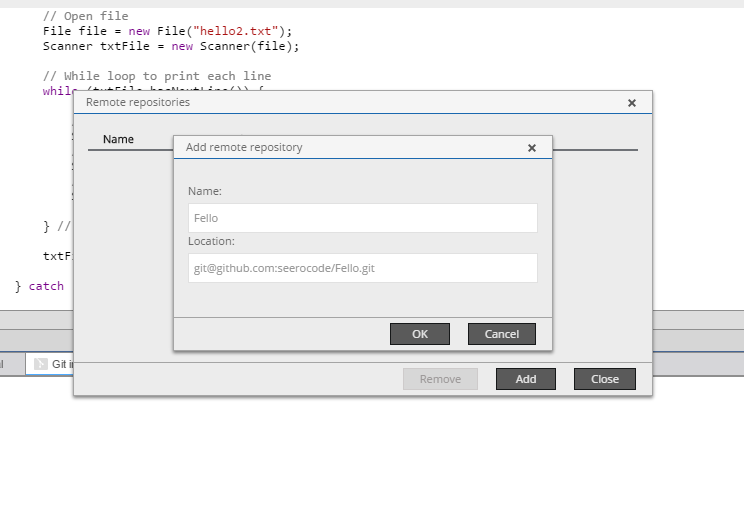 // Open file
File file = new File("hello2.txt");
Scanner txtFile = new Scanner(file);
// While loop to print each line
while (txtFile.hasNextLine()) {
Remote repositories
Name
Add remote repository
Name:
Fello
Location:
git@github.com:seerocode/Fello.git
} //
txtFi
} catch
OK Cancel
Git i
Remove Add Close